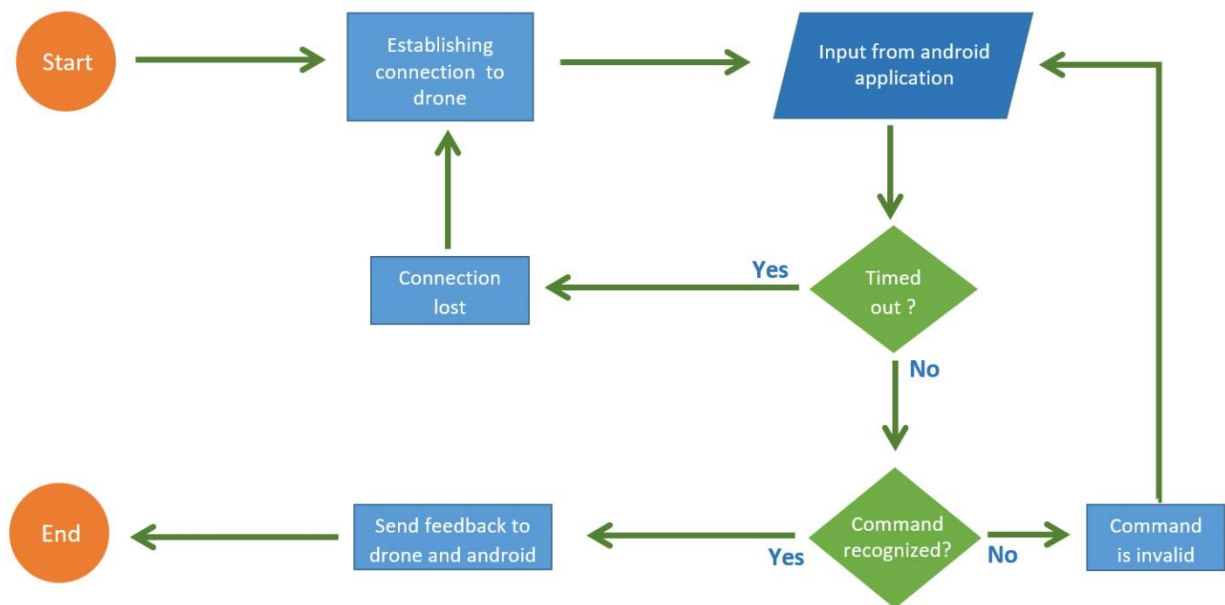 Start
Establishing
connection to
drone
Input from android
application
Connection
lost
Yes
Timed
out ?
No
End
Send feedback to
drone and android
Yes
Command
recognized?
No
Command
is invalid